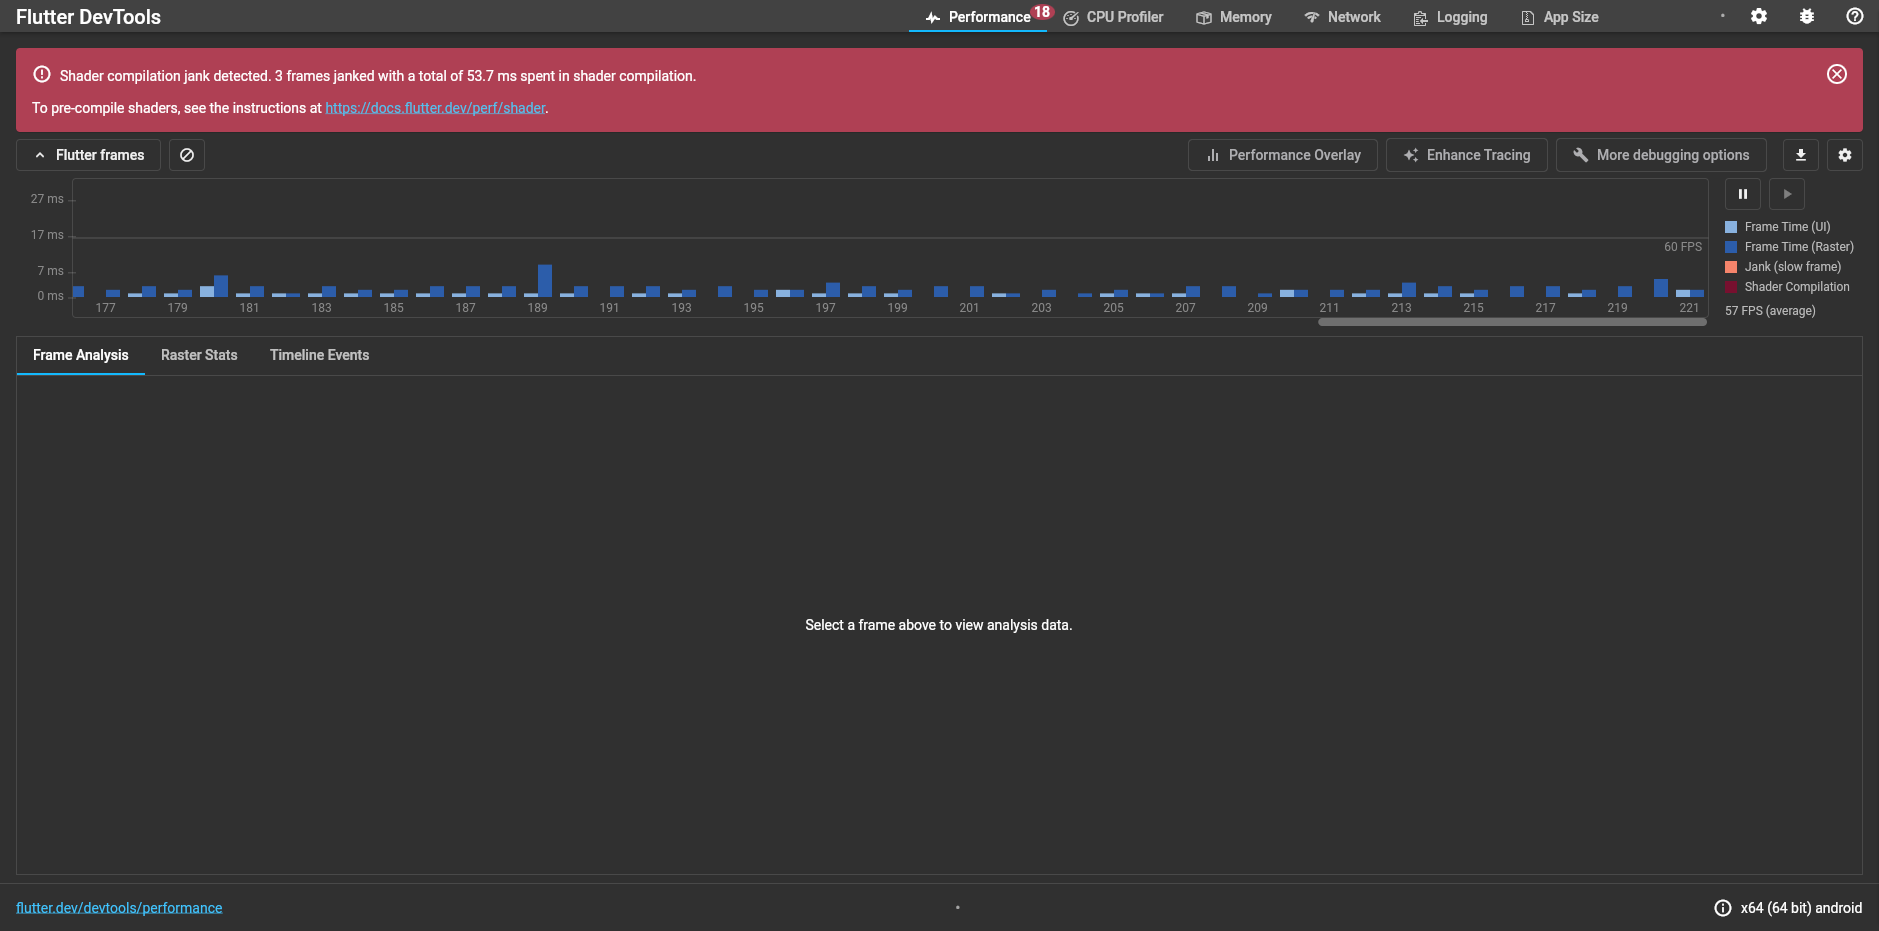 Flutter DevTools
Performance 18 CPU Profiler Memory Network Logging App Size
Shader compilation jank detected. 3 frames janked with a total of 53.7 ms spent in shader compilation.
To pre-compile shaders, see the instructions at https://docs.flutter.dev/perf/shader.
Flutter frames Performance Overlay Enhance Tracing More debugging options
27 ms
17 ms
7 ms
0 ms
60 FPS
177 179 181 183 185 187 189 191 193 195 197 199 201 203 205 207 209 211 213 215 217 219 221
Frame Time (UI)
Frame Time (Raster)
Jank (slow frame)
Shader Compilation
57 FPS (average)
Frame Analysis Raster Stats Timeline Events
Select a frame above to view analysis data.
flutter.dev/devtools/performance • x64 (64 bit) android